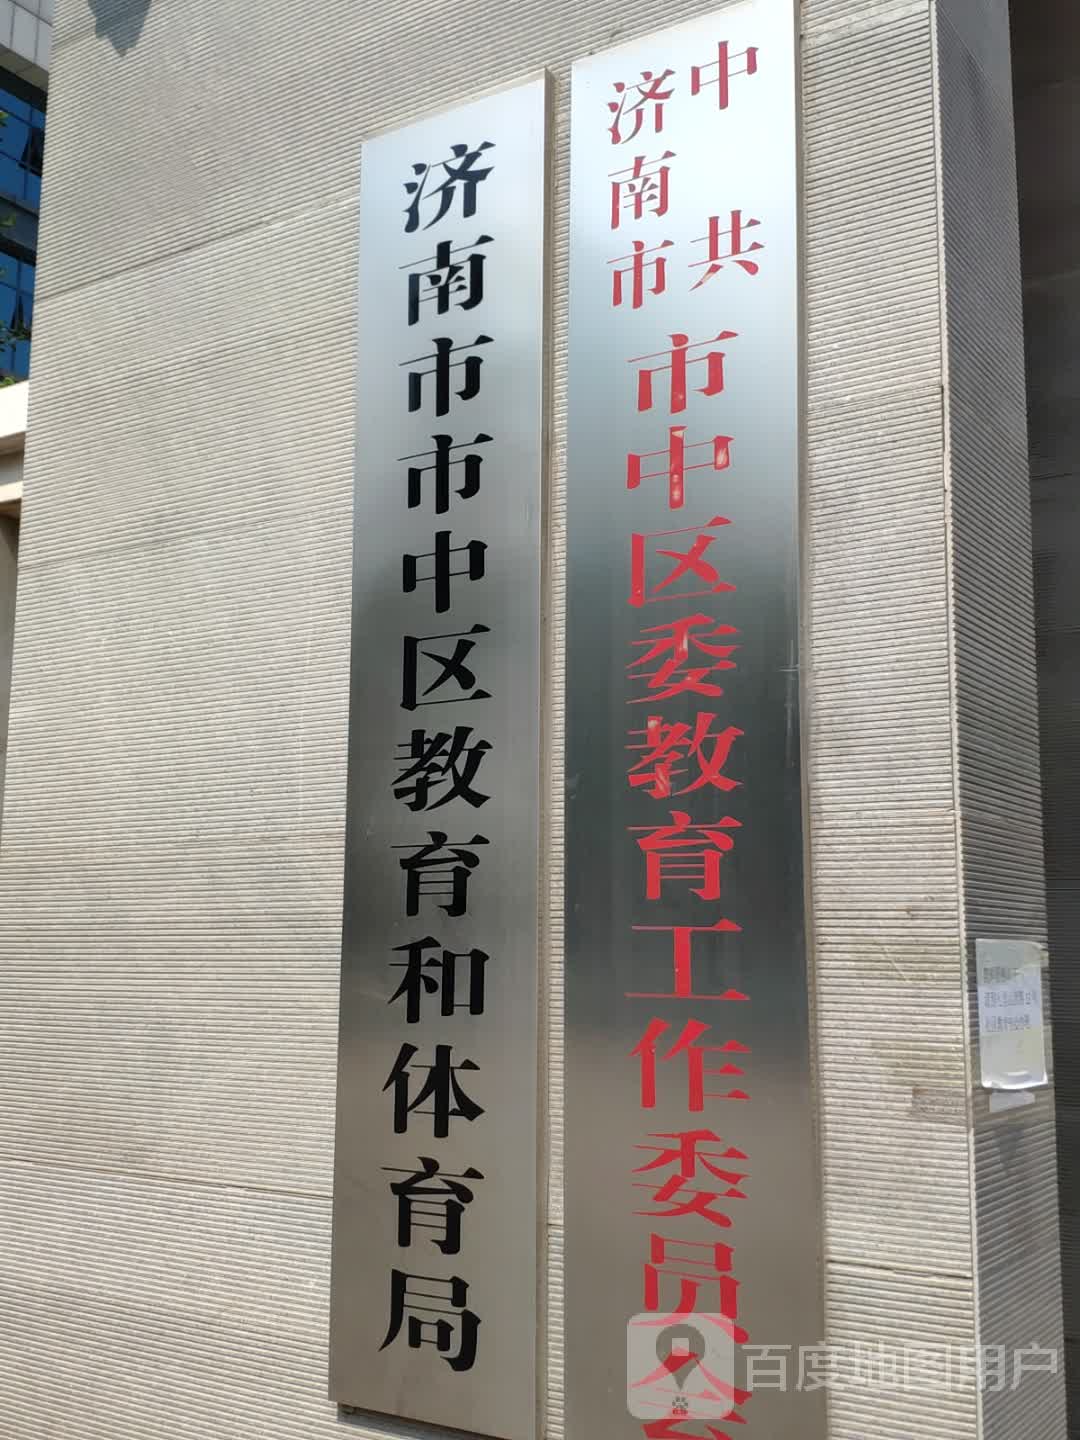 中共
济南市
市中区委教育工作委员会
济南市市中区教育和体育局
百度地图用户